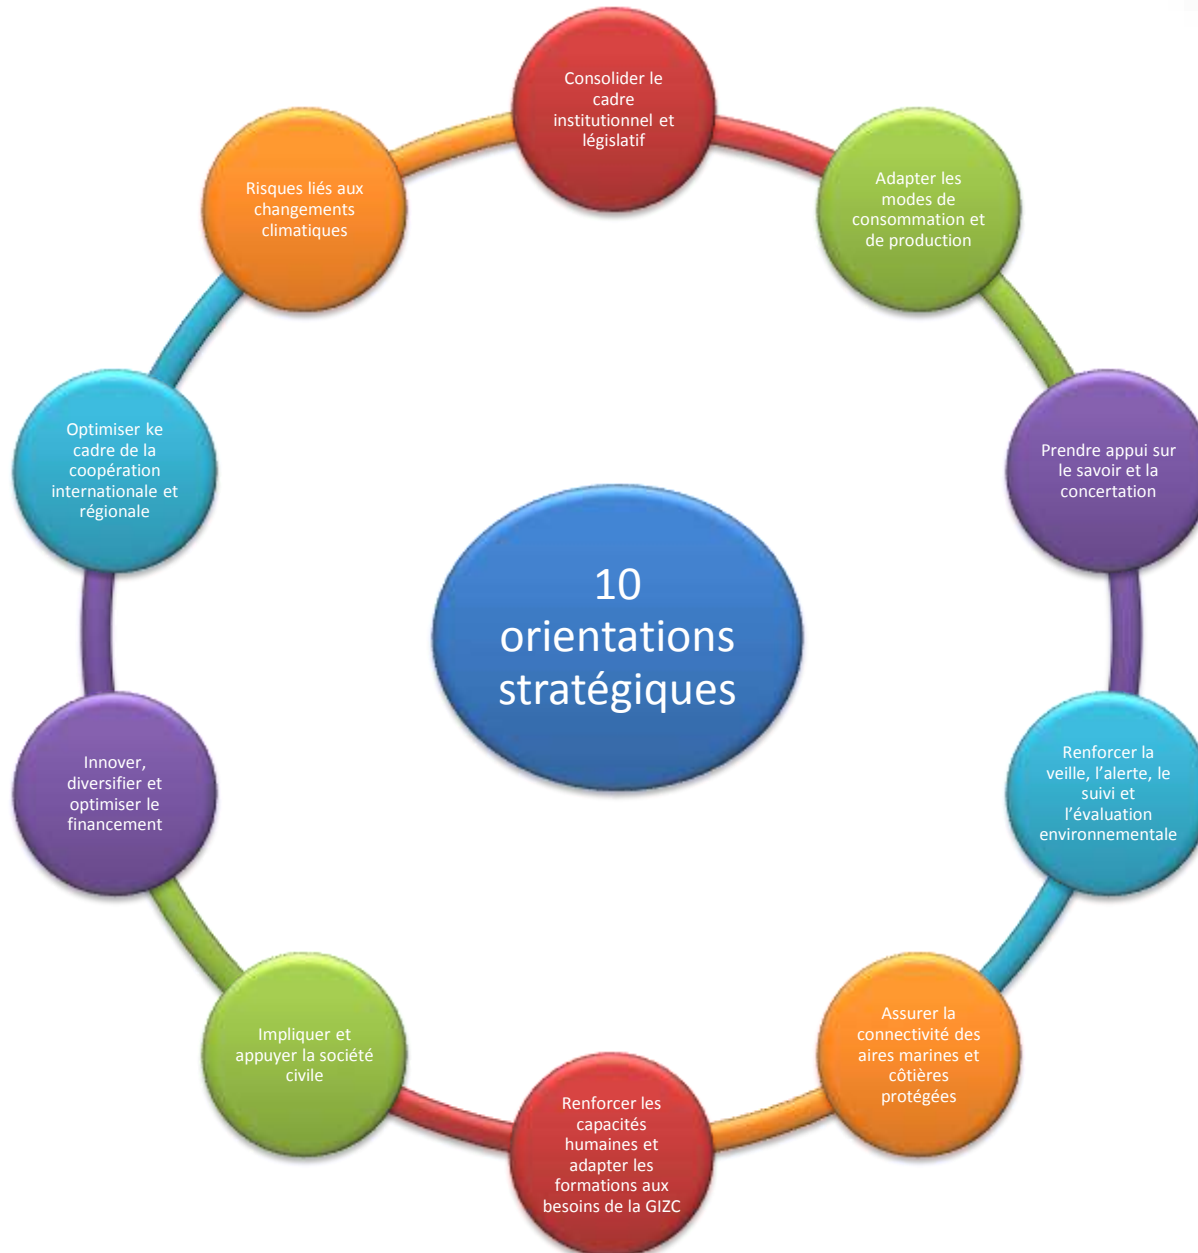 Consolider le
cadre
institutionnel et
législatif
Adapter les
modes de
consommation et
de production
Prendre appui sur
le savoir et la
concertation
Renforcer la
veille, l’alerte, le
suivi et
l’évaluation
environnementale
Assurer la
connectivité des
aires marines et
côtières
protégées
Renforcer les
capacités
humaines et
adapter les
formations aux
besoins de la GIZC
Impliquer et
appuyer la société
civile
Innover,
diversifier et
optimiser le
financement
Optimiser ke
cadre de la
coopération
internationale et
régionale
Risques liés aux
changements
climatiques
10
orientations
stratégiques